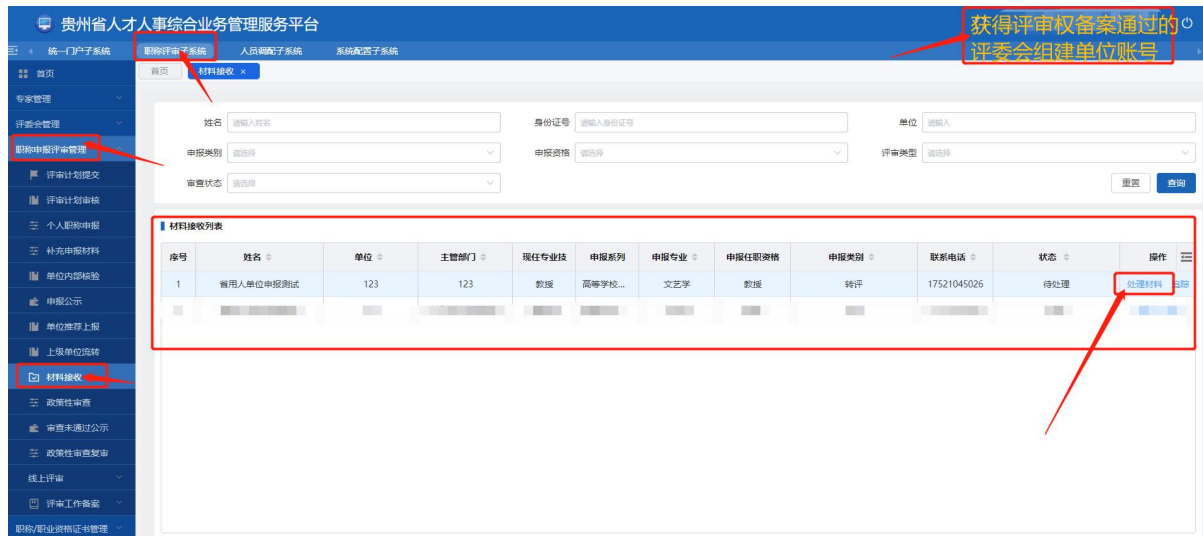 贵州省人才人事综合业务管理服务平台
获得评审权备案通过的
评委会组建单位账号
统一门户子系统 职称评审子系统 人员调配子系统 系统配置子系统
首页
首页 材料接收 ×
专家管理
评委会管理
职称申报评审管理
评审计划提交
评审计划审核
个人职称申报
补充申报材料
单位内部核验
申报公示
单位推荐上报
上级单位流转
材料接收
政策性审查
审查未通过公示
政策性审查复审
线上评审
评审工作备案
职称/职业资格证书管理
姓名 请输入姓名 身份证号 请输入身份证号 单位 请输入
申报类别 请选择 申报资格 请选择 评审类型 请选择
审查状态 请选择 重置 查询
材料接收列表
序号 姓名 单位 主管部门 现任专业技 申报系列 申报专业 申报任职资格 申报类别 联系电话 状态 操作
1 省用人单位申报测试 123 123 教授 高等学校... 文艺学 教授 转评 17521045026 待处理 处理材料